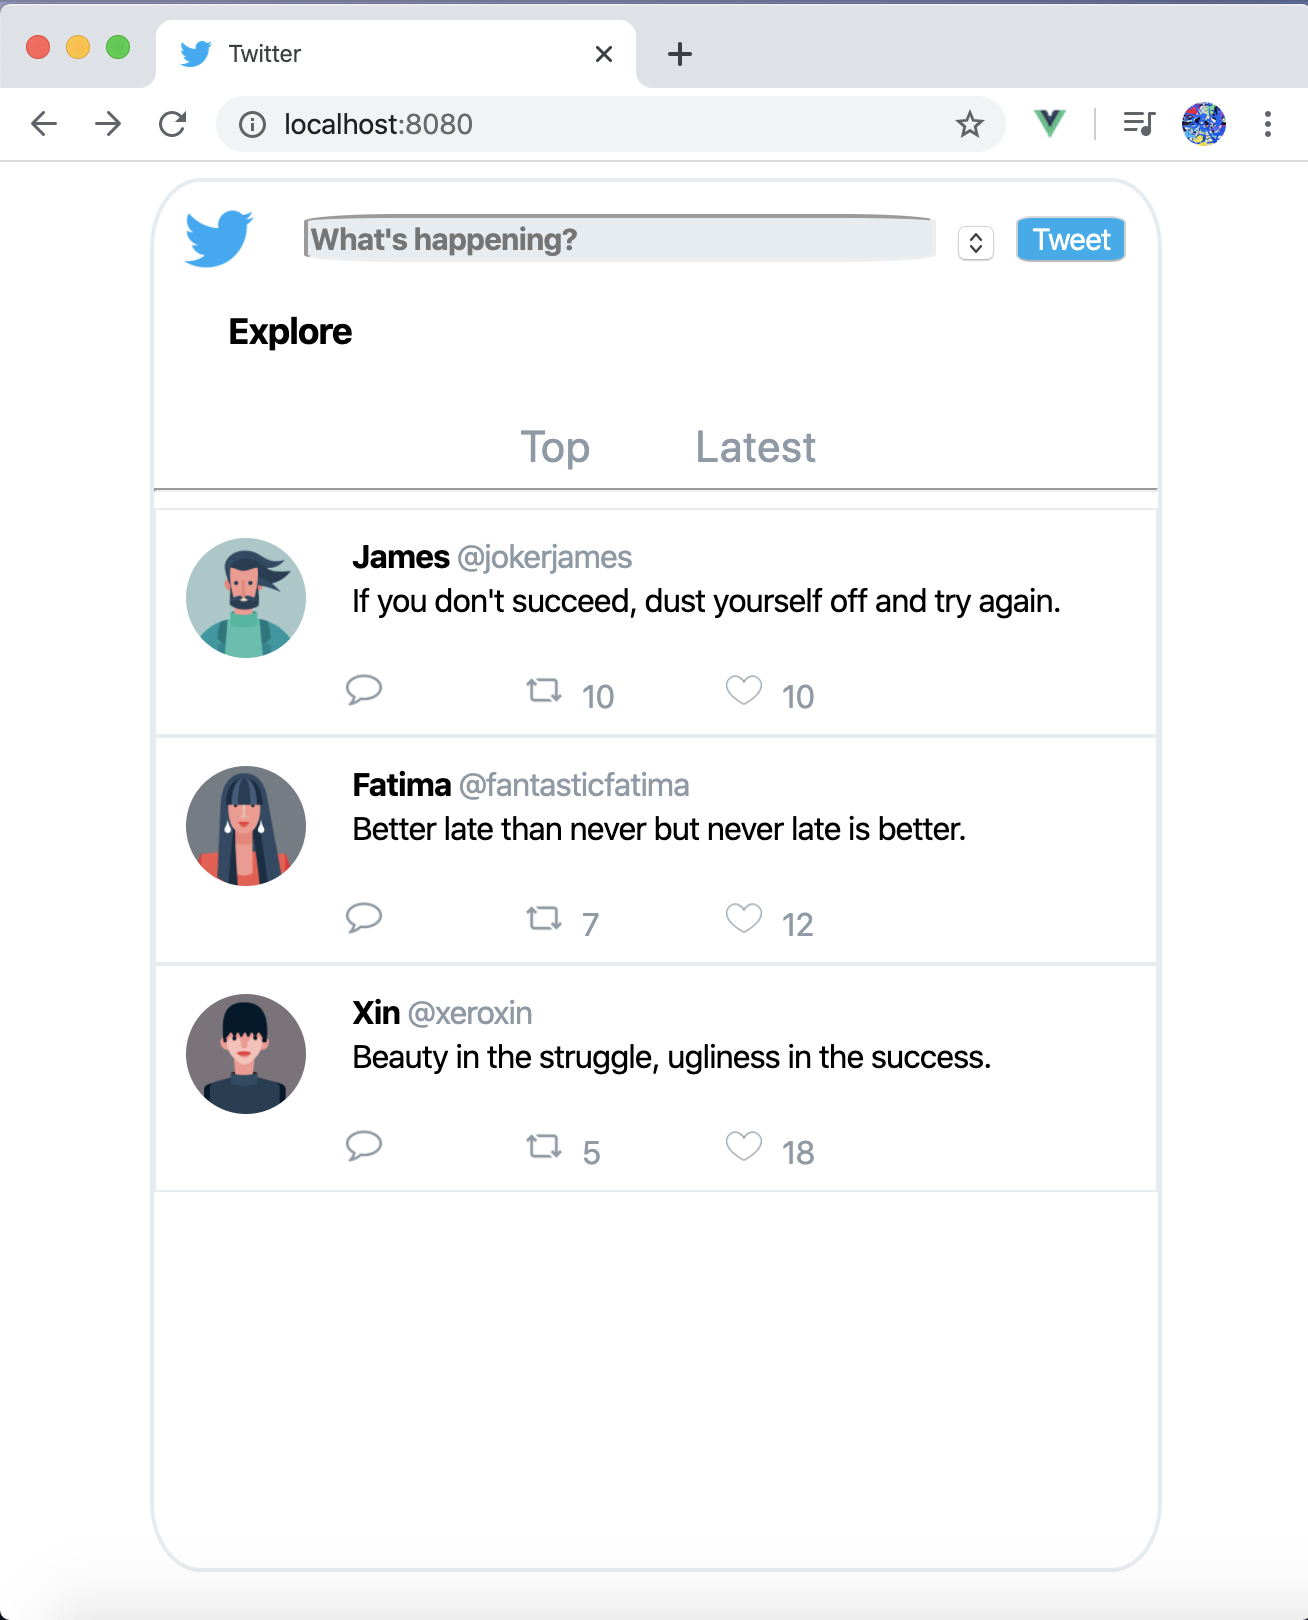 Twitter
localhost:8080
What's happening?
Tweet
Explore
Top Latest
James @jokerjames
If you don't succeed, dust yourself off and try again.
10 10
Fatima @fantasticfatima
Better late than never but never late is better.
7 12
Xin @xeroxin
Beauty in the struggle, ugliness in the success.
5 18